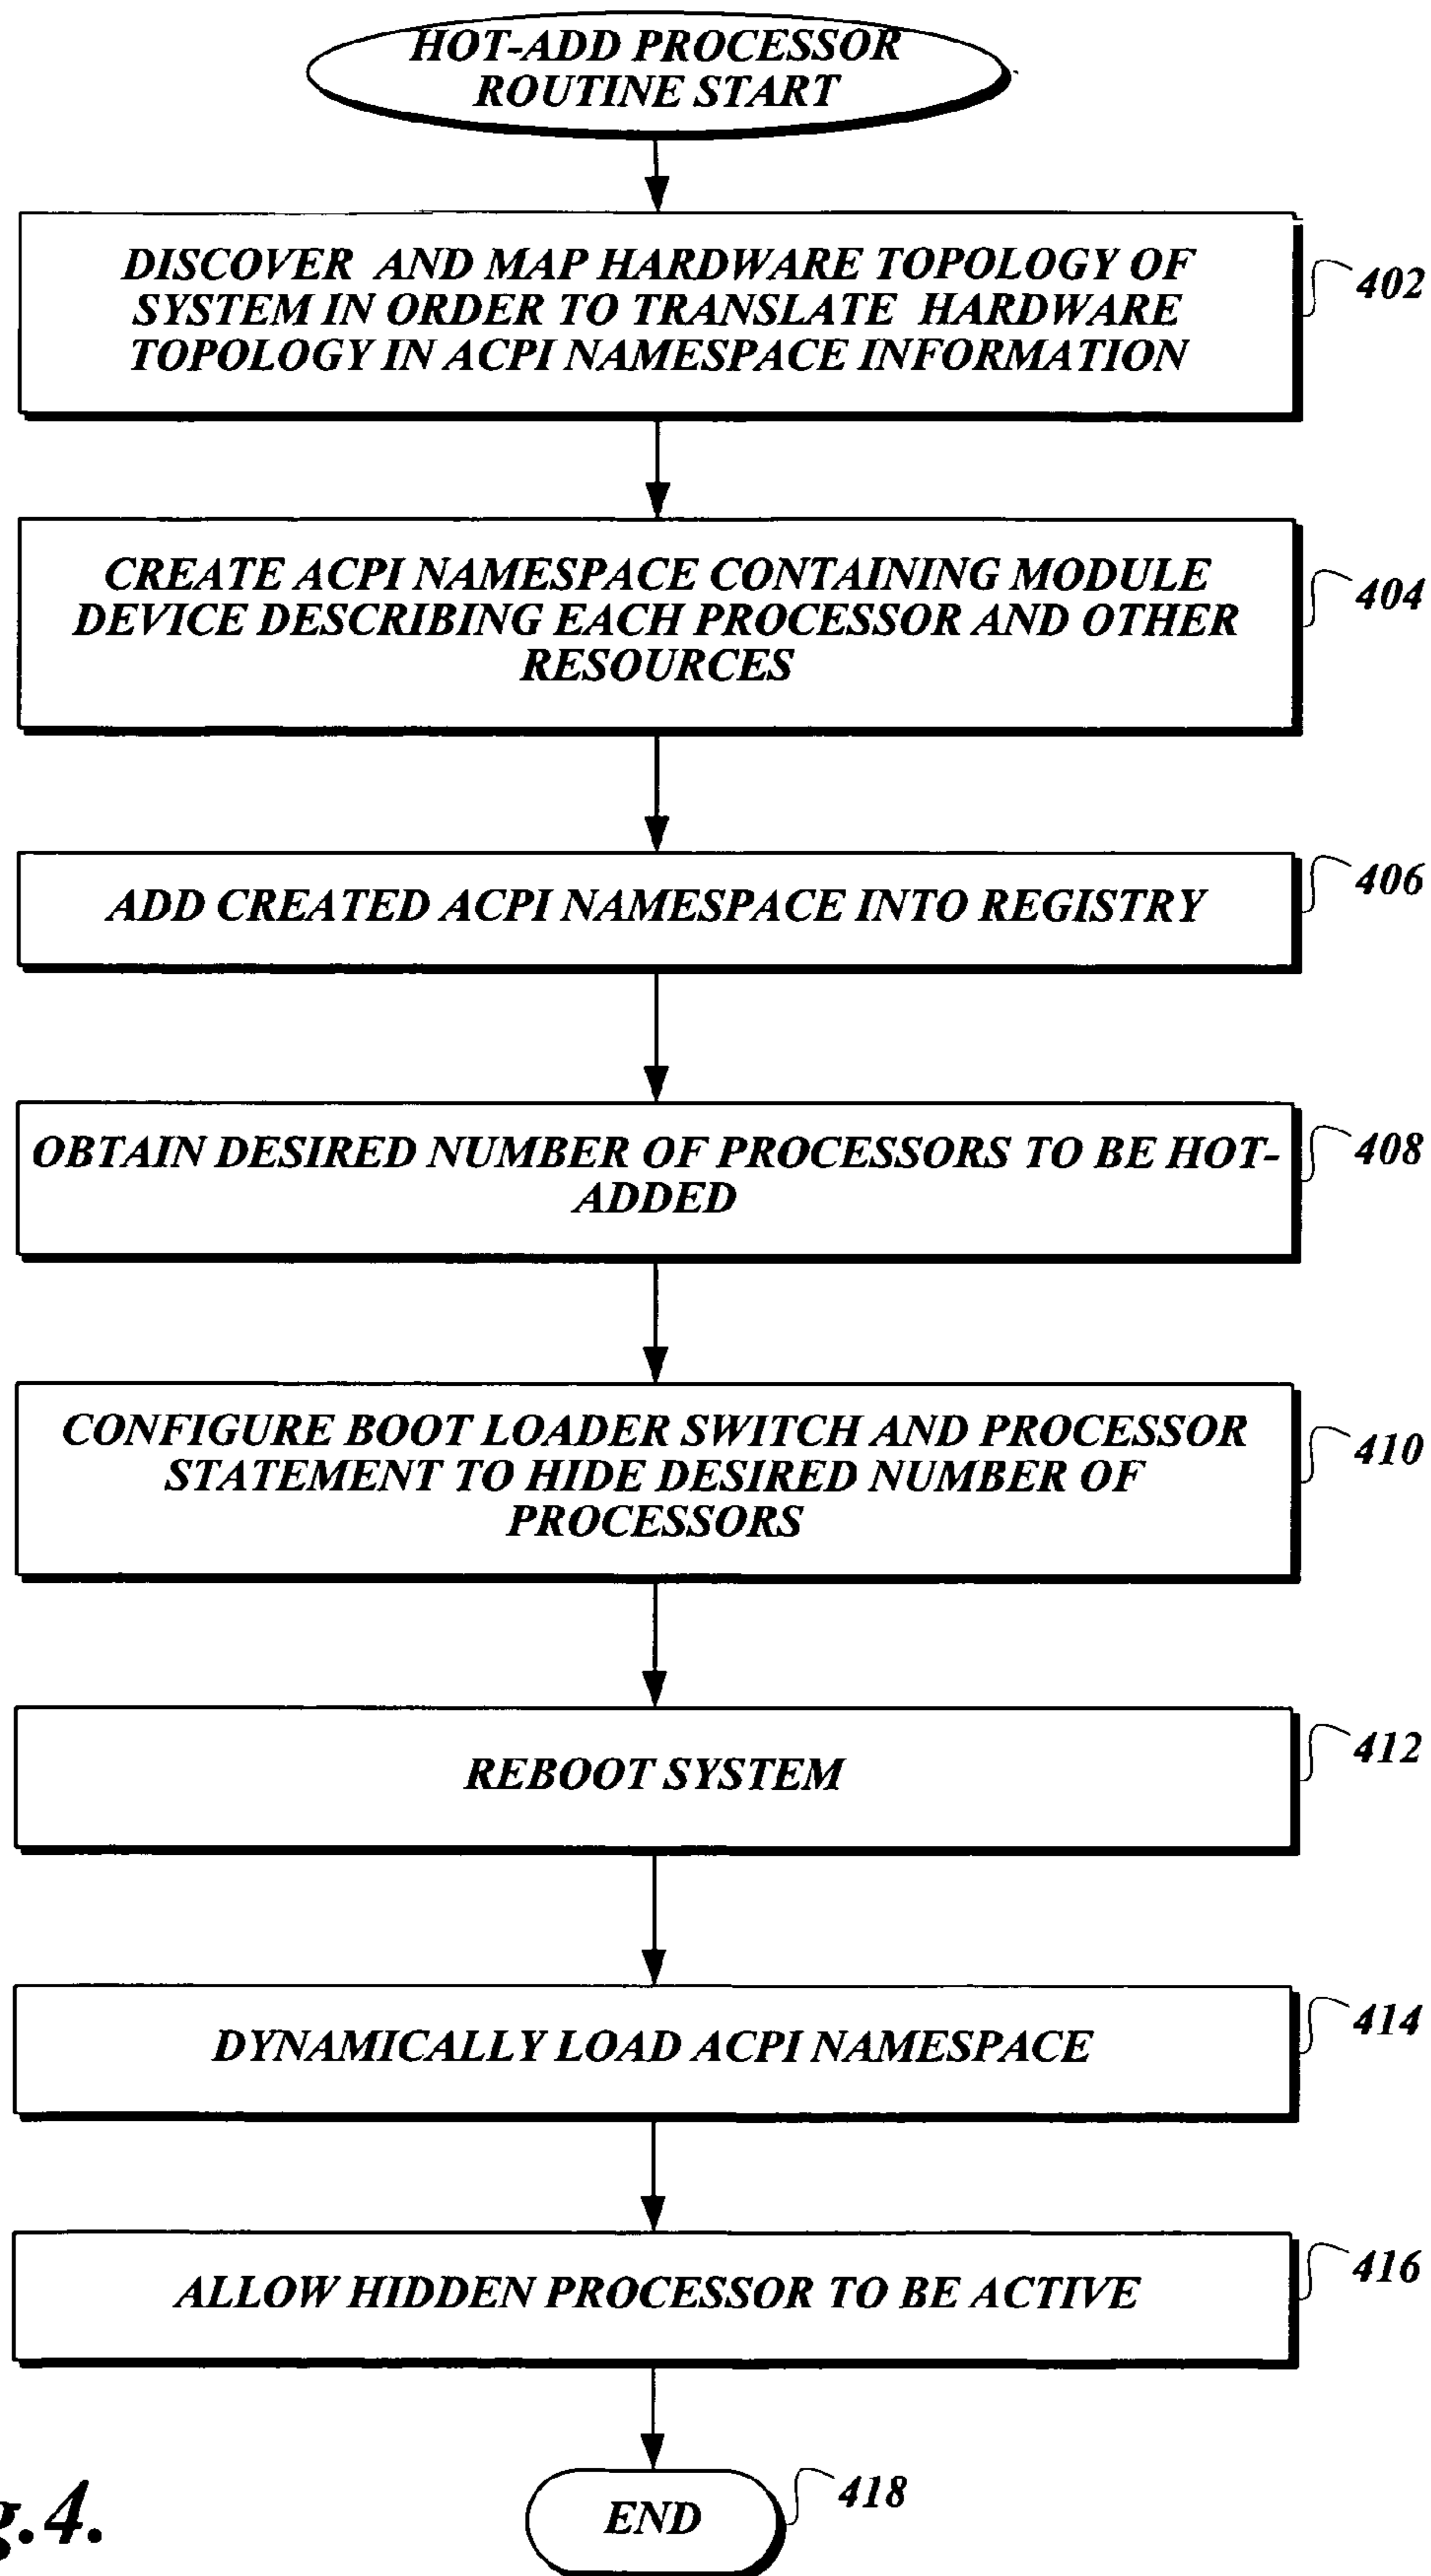 HOT-ADD PROCESSOR
ROUTINE START
DISCOVER AND MAP HARDWARE TOPOLOGY OF
SYSTEM IN ORDER TO TRANSLATE HARDWARE
TOPOLOGY IN ACPI NAMESPACE INFORMATION
402
CREATE ACPI NAMESPACE CONTAINING MODULE
DEVICE DESCRIBING EACH PROCESSOR AND OTHER
RESOURCES
404
ADD CREATED ACPI NAMESPACE INTO REGISTRY
406
OBTAIN DESIRED NUMBER OF PROCESSORS TO BE HOT-
ADDED
408
CONFIGURE BOOT LOADER SWITCH AND PROCESSOR
STATEMENT TO HIDE DESIRED NUMBER OF
PROCESSORS
410
REBOOT SYSTEM
412
DYNAMICALLY LOAD ACPI NAMESPACE
414
ALLOW HIDDEN PROCESSOR TO BE ACTIVE
416
END
418
g.4.